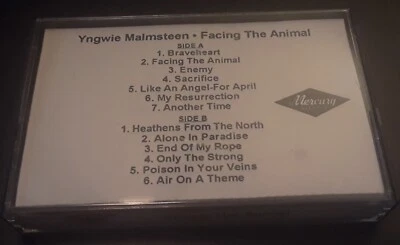 Yngwie Malmsteen • Facing The Animal
SIDE A
1. Braveheart
2. Facing The Animal
3. Enemy
4. Sacrifice
5. Like An Angel-For April
6. My Resurrection
7. Another Time
SIDE B
1. Heathens From The North
2. Alone In Paradise
3. End Of My Rope
4. Only The Strong
5. Poison In Your Veins
6. Air On A Theme
Mercury